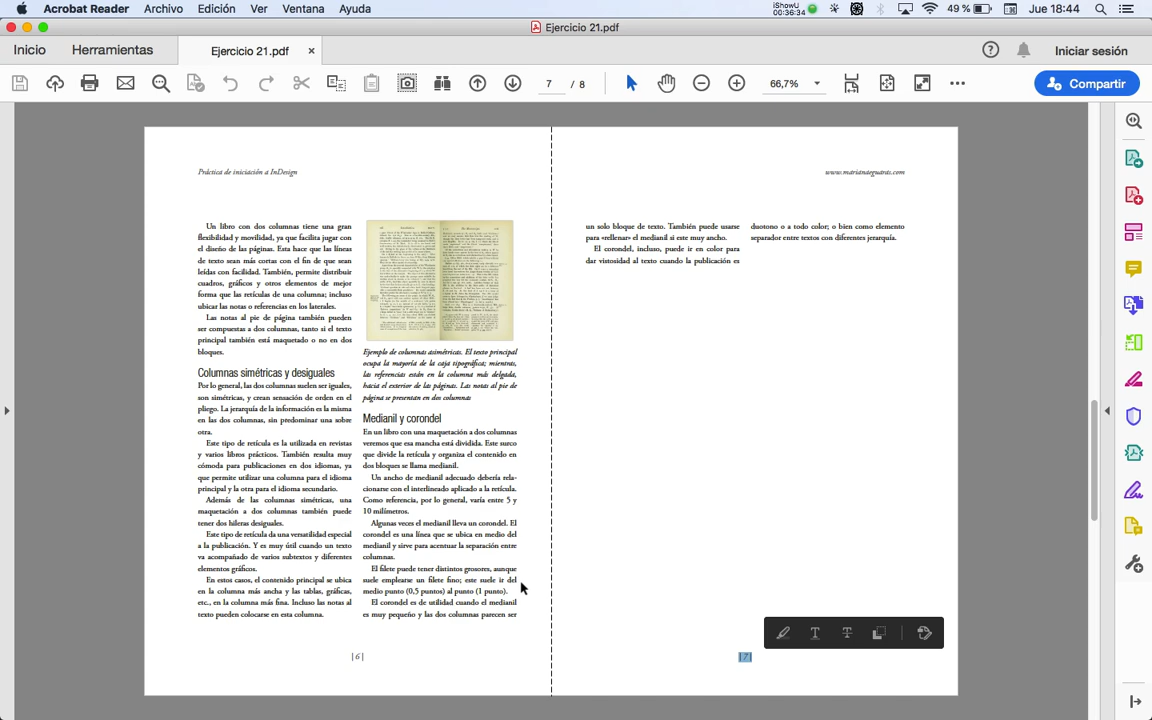 Acrobat Reader Archivo Edición Ver Ventana Ayuda
iShowU
00:36:34
49 % Jue 18:44
Ejercicio 21.pdf
Inicio Herramientas Ejercicio 21.pdf × Iniciar sesión
7 / 8 66,7% Compartir
Práctica de iniciación a InDesign
Un libro con dos columnas tiene una gran
flexibilidad y movilidad, ya que facilita jugar con
el diseño de las páginas. Esta hace que las líneas
de texto sean más cortas con el fin de que sean
leídas con facilidad. También, permite distribuir
cuadros, gráficos y otros elementos de mejor
forma que las retículas de una columna; incluso
ubicar las notas o referencias en los laterales.
Las notas al pie de página también pueden
ser compuestas a dos columnas, tanto si el texto
principal también está maquetado o no en dos
bloques.
Columnas simétricas y desiguales
Por lo general, las dos columnas suelen ser iguales,
son simétricas, y crean sensación de orden en el
pliego. La jerarquía de la información es la misma
en las dos columnas, sin predominar una sobre
otra.
Este tipo de retícula es la utilizada en revistas
y varios libros prácticos. También resulta muy
cómoda para publicaciones en dos idiomas, ya
que permite utilizar una columna para el idioma
principal y la otra para el idioma secundario.
Además de las columnas simétricas, una
maquetación a dos columnas también puede
tener dos hileras desiguales.
Este tipo de retícula da una versatilidad especial
a la publicación. Y es muy útil cuando un texto
va acompañado de varios subtextos y diferentes
elementos gráficos.
En estos casos, el contenido principal se ubica
en la columna más ancha y las tablas, gráficas,
etc., en la columna más fina. Incluso las notas al
texto pueden colocarse en esta columna.
Ejemplo de columnas asimétricas. El texto principal
ocupa la mayoría de la caja tipográfica; mientras,
las referencias están en la columna más delgada,
hacia el exterior de las páginas. Las notas al pie de
página se presentan en dos columnas
Medianil y corondel
En un libro con una maquetación a dos columnas
veremos que esa mancha está dividida. Este surco
que divide la retícula y organiza el contenido en
dos bloques se llama medianil.
Un ancho de medianil adecuado debería rela-
cionarse con el interlineado aplicado a la retícula.
Como referencia, por lo general, varía entre 5 y
10 milímetros.
Algunas veces el medianil lleva un corondel. El
corondel es una línea que se ubica en medio del
medianil y sirve para acentuar la separación entre
columnas.
El filete puede tener distintos grosores, aunque
suele emplearse un filete fino; este suele ir del
medio punto (0,5 puntos) al punto (1 punto).
El corondel es de utilidad cuando el medianil
es muy pequeño y las dos columnas parecen ser
|6|
www.marianaeguaras.com
un solo bloque de texto. También puede usarse
para «rellenar» el medianil si este muy ancho.
El corondel, incluso, puede ir en color para
dar vistosidad al texto cuando la publicación es
duotono o a todo color; o bien como elemento
separador entre textos con diferentes jerarquía.
|7|